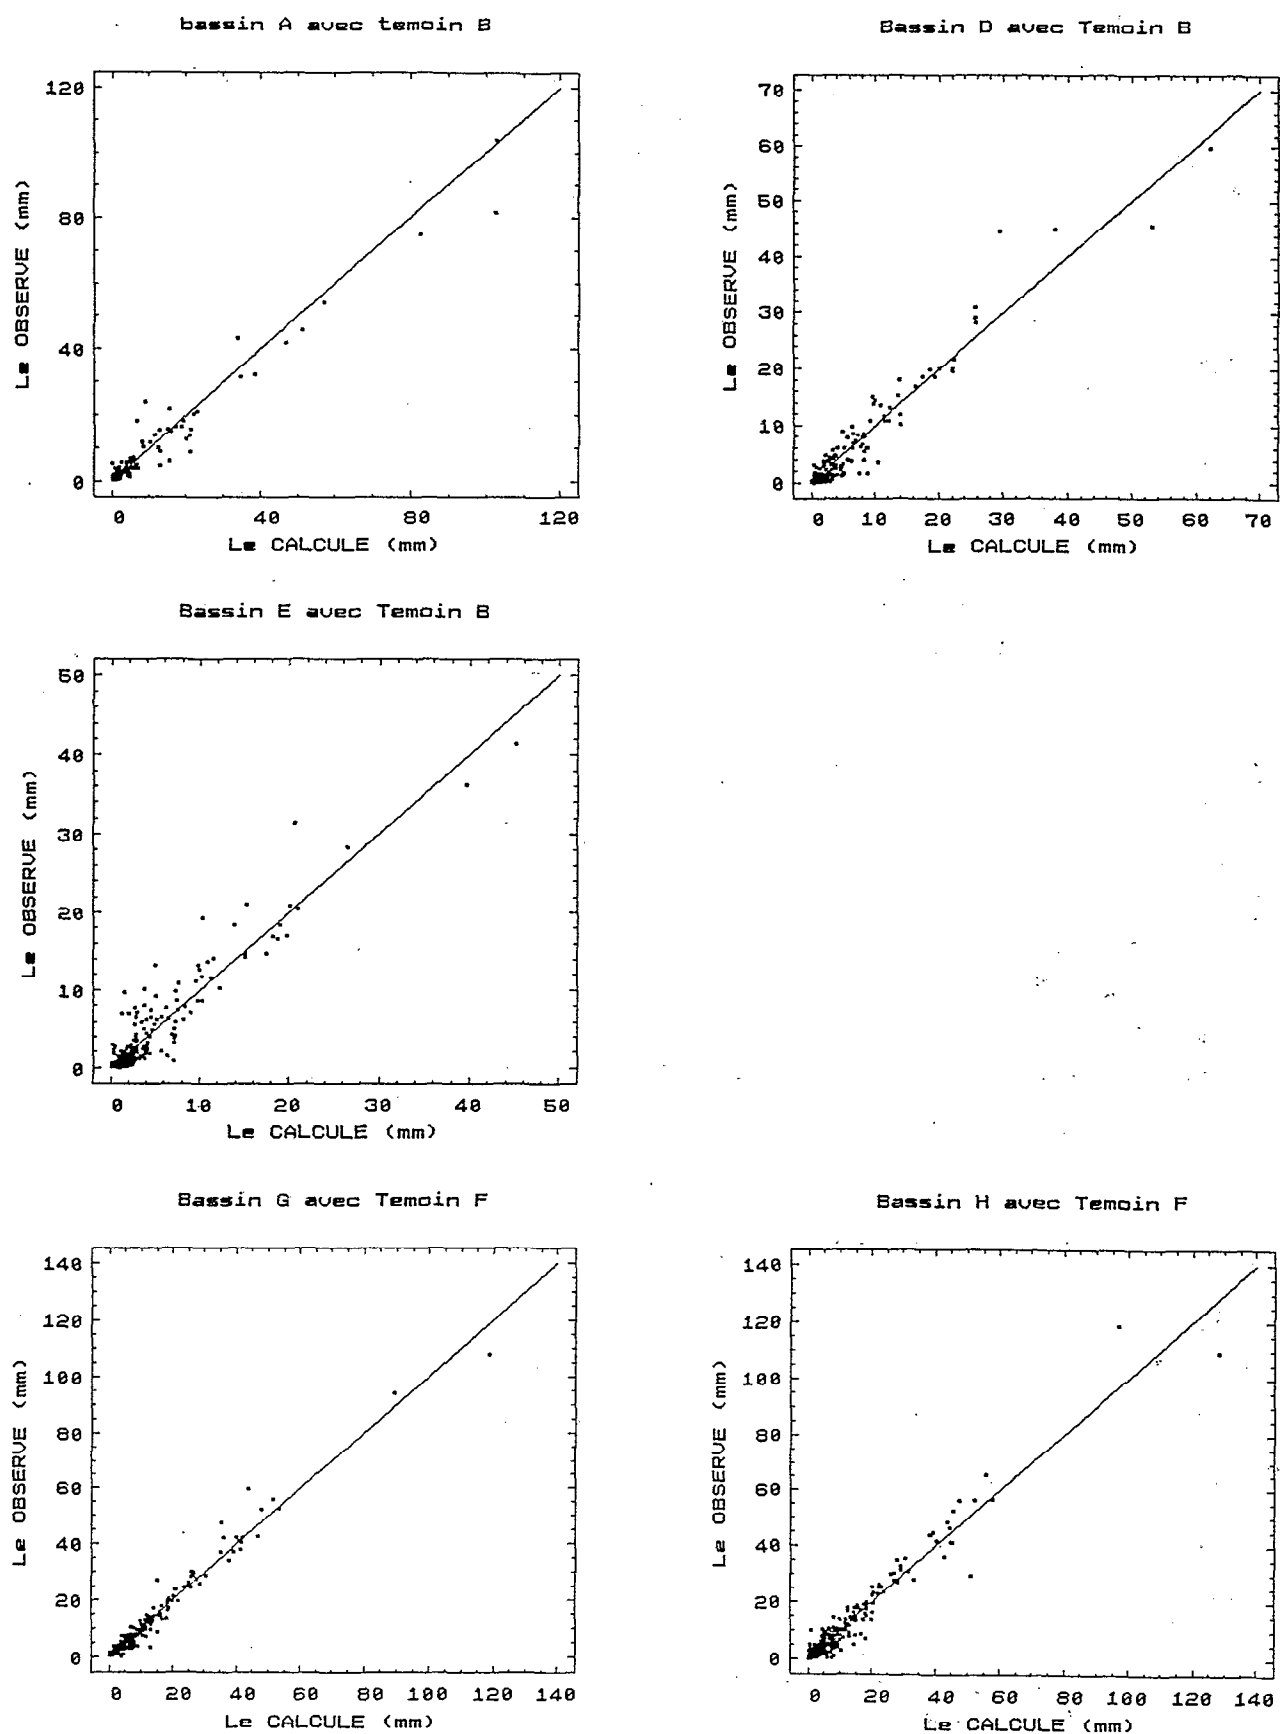 bassin A avec temoin B
120
80
40
0
Le OBSERVE (mm)
0 40 80 120
Le CALCULE (mm)
Bassin D avec Temoin B
70
60
50
40
30
20
10
0
Le OBSERVE (mm)
0 10 20 30 40 50 60 70
Le CALCULE (mm)
Bassin E avec Temoin B
50
40
30
20
10
0
Le OBSERVE (mm)
0 10 20 30 40 50
Le CALCULE (mm)
Bassin G avec Temoin F
140
120
100
80
60
40
20
0
Le OBSERVE (mm)
0 20 40 60 80 100 120 140
Le CALCULE (mm)
Bassin H avec Temoin F
140
120
100
80
60
40
20
0
Le OBSERVE (mm)
0 20 40 60 80 100 120 140
Le CALCULE (mm)